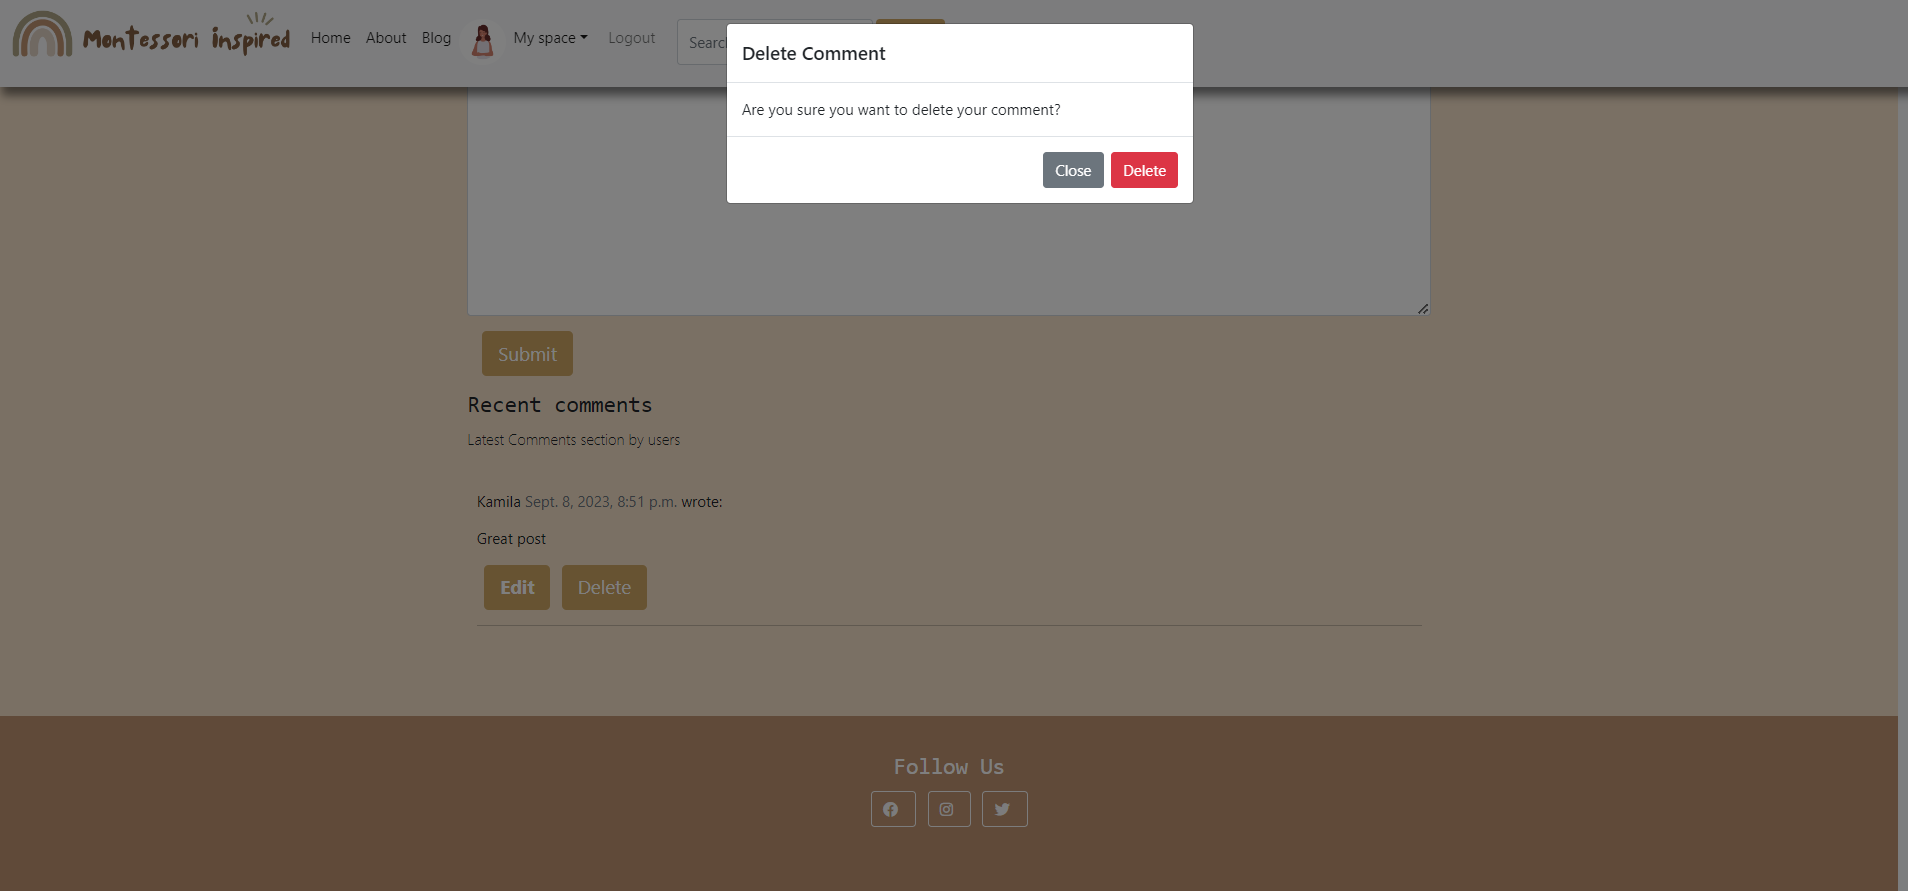 Montessori inspired
Home About Blog My space Logout
Delete Comment
Are you sure you want to delete your comment?
Close Delete
Submit
Recent comments
Latest Comments section by users
Kamila Sept. 8, 2023, 8:51 p.m. wrote:
Great post
Edit Delete
Follow Us